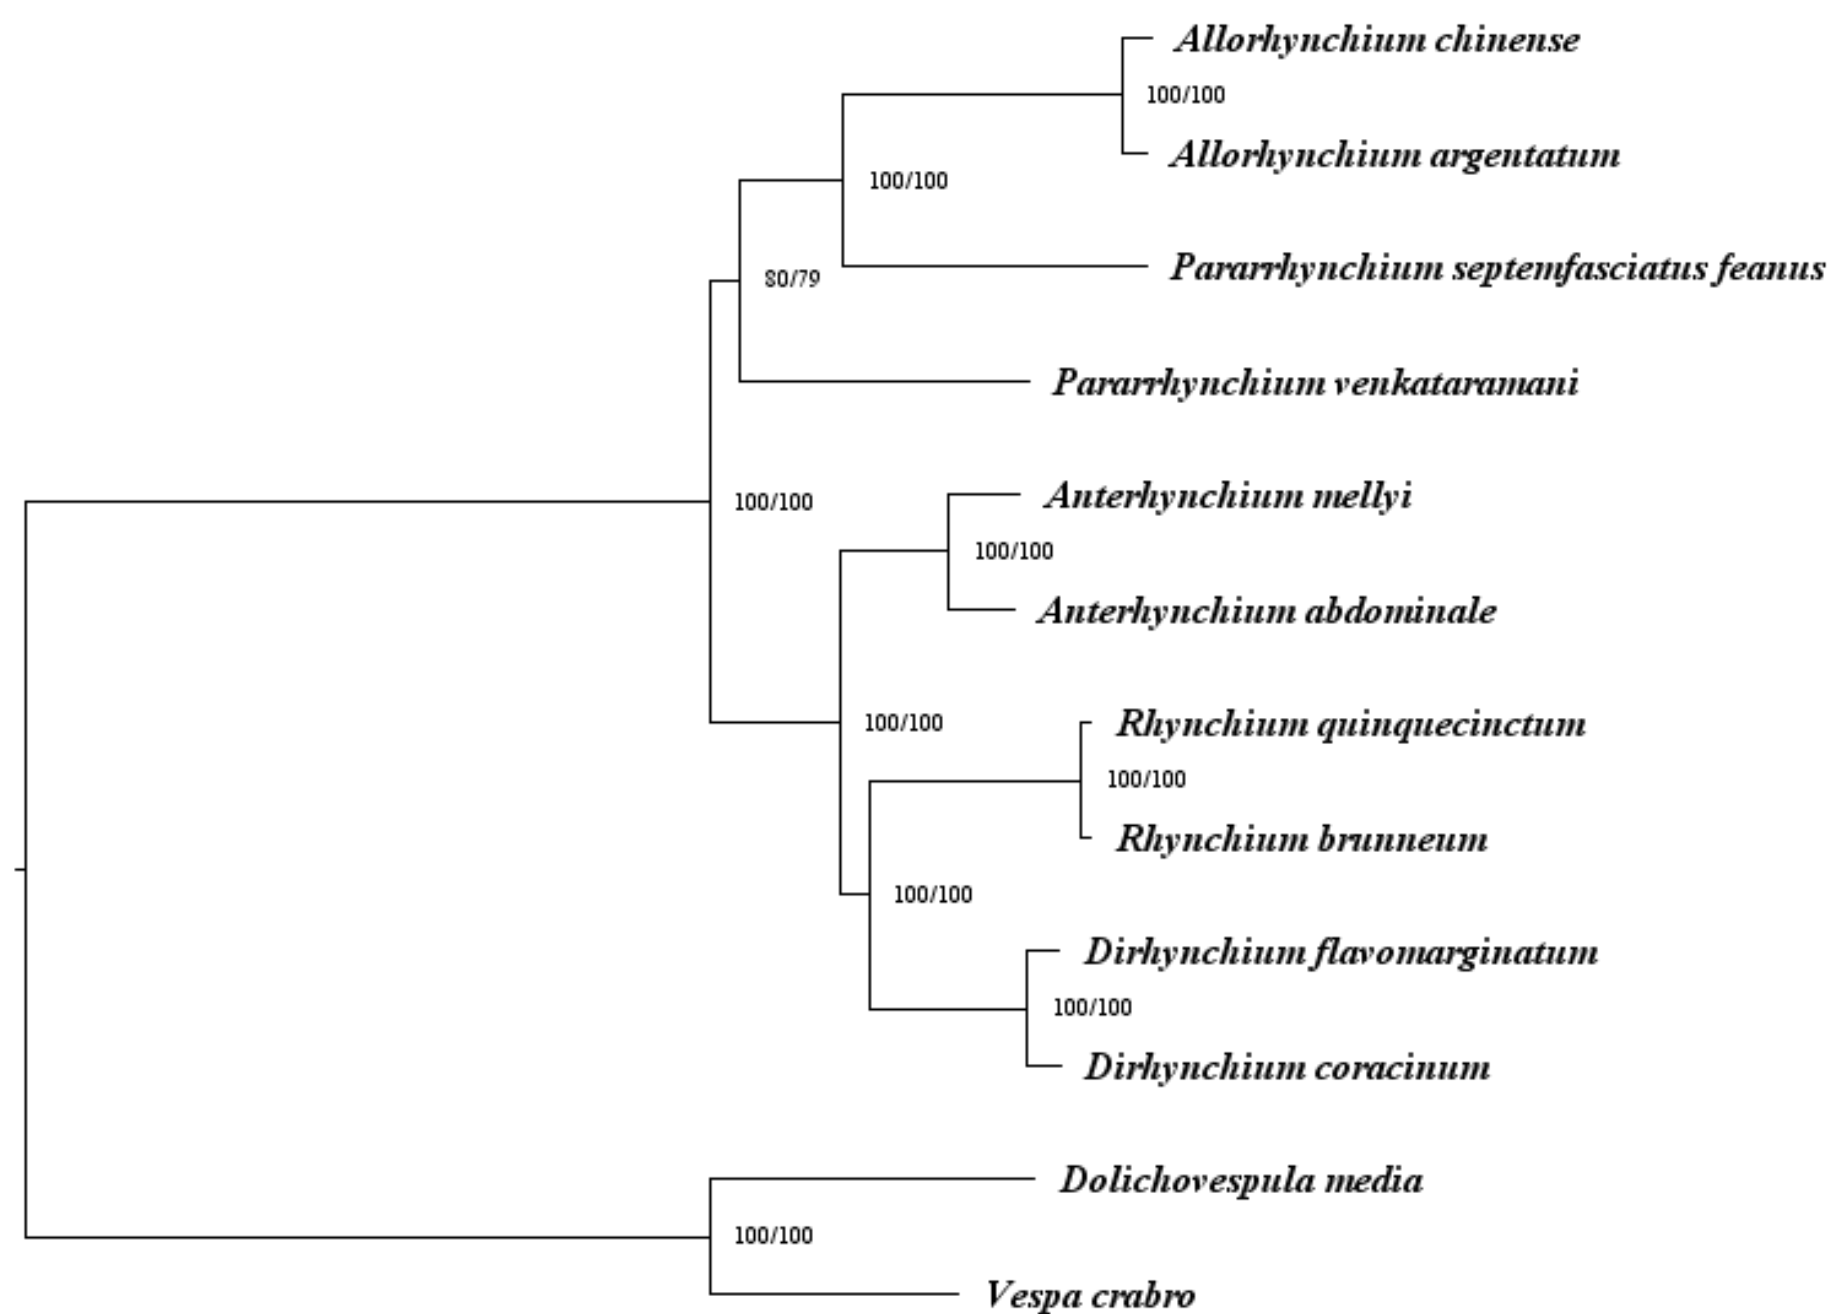 Allorhynchium chinense
100/100
Allorhynchium argentatum
100/100
Pararrhynchium septemfasciatus feanus
80/79
Pararrhynchium venkataramani
Anterhynchium mellyi
100/100
100/100
Anterhynchium abdominale
100/100
Rhynchium quinquecinctum
100/100
Rhynchium brunneum
100/100
Dirhynchium flavomarginatum
100/100
Dirhynchium coracinum
Dolichovespula media
100/100
Vespa crabro